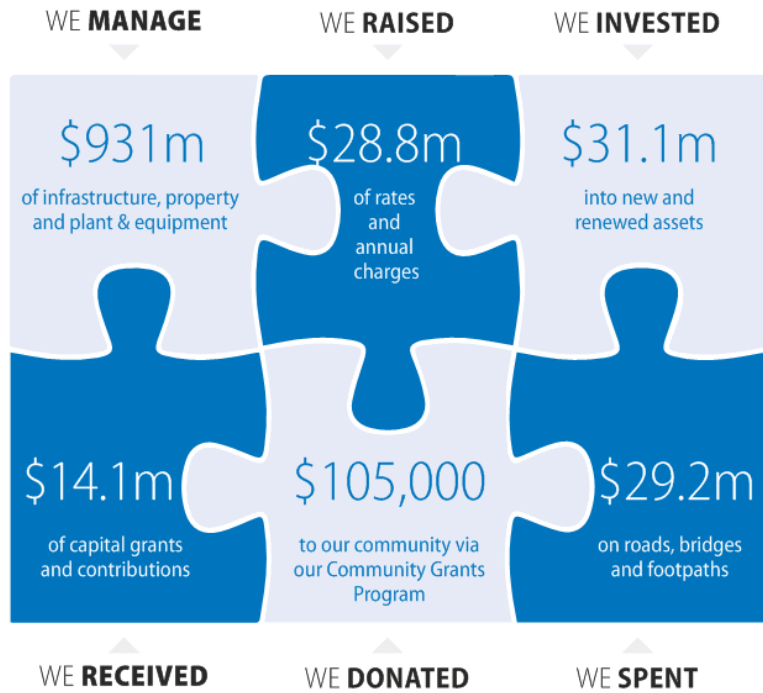 WE MANAGE
WE RAISED
WE INVESTED
$931m
of infrastructure, property
and plant & equipment
$28.8m
of rates
and
annual
charges
$31.1m
into new and
renewed assets
$14.1m
of capital grants
and contributions
$105,000
to our community via
our Community Grants
Program
$29.2m
on roads, bridges
and footpaths
WE RECEIVED
WE DONATED
WE SPENT